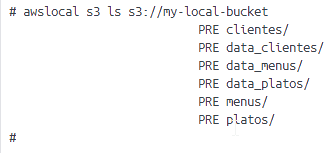 # awslocal s3 ls s3://my-local-bucket
PRE clientes/
PRE data_clientes/
PRE data_menus/
PRE data_platos/
PRE menus/
PRE platos/
#